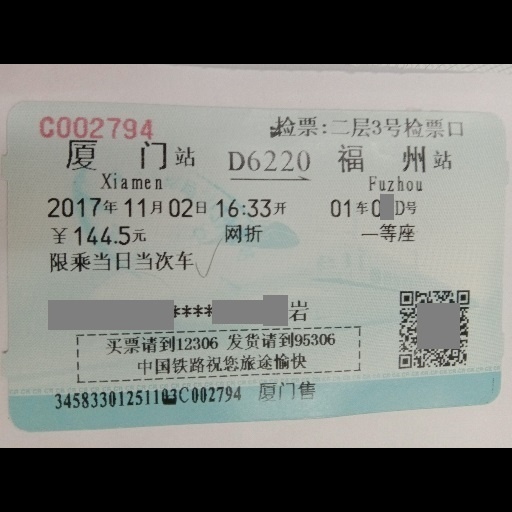 C002794
检票:二层3号检票口
厦 门 站 D6220 福 州 站
Xiamen Fuzhou
2017年11月02日 16:33开 01车0 D号
￥144.5元 网折 一等座
限乘当日当次车
**** 岩
买票请到12306 发货请到95306
中国铁路祝您旅途愉快
34583301251103C002794 厦门售